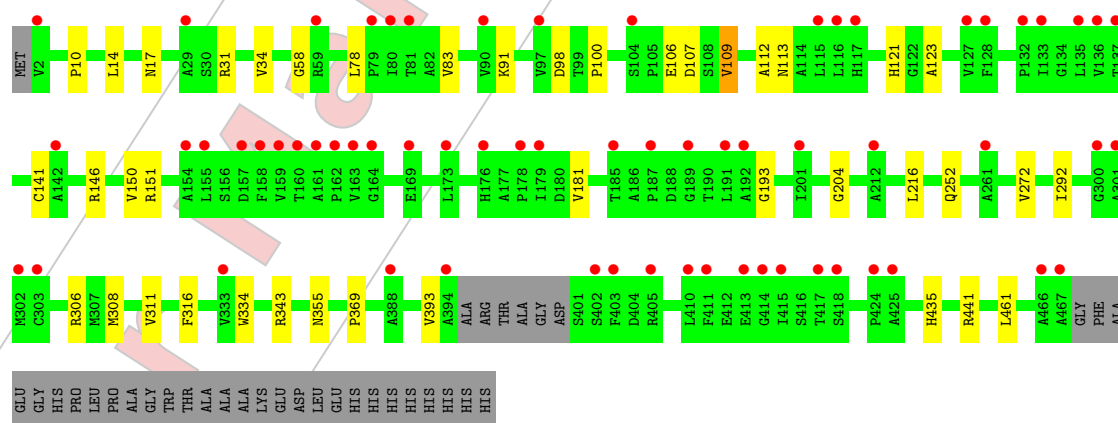 MET V2 P10 L14 N17 A29 S30 R31 V34 G58 R59 L78 P79 I80 T81 A82 V83 V90 K91 V97 D98 T99 P100 S104 P105 E106 D107 S108 V109 A112 N113 A114 L115 L116 H117 H121 G122 A123 V127 F128 P132 I133 G134 L135 V136 T137
C141 A142 R146 V150 R151 A154 L155 S156 D157 F158 V159 T160 A161 P162 V163 G164 E169 L173 H176 A177 P178 I179 D180 V181 T185 A186 P187 D188 G189 T190 L191 A192 G193 I201 G204 A212 L216 Q252 A261 V272 I292 G300 A301
M302 C303 R306 M307 M308 V311 F316 V333 W334 R343 N355 P369 A388 V393 A394 ALA ARG THR ALA GLY ASP S401 S402 F403 D404 R405 L410 F411 E412 E413 G414 I415 S416 T417 S418 P424 A425 H435 R441 L461 A466 A467 GLY PHE ALA
GLU GLY HIS PRO LEU PRO ALA GLY TRP THR ALA ALA ALA LYS GLU ASP LEU GLU HIS HIS HIS HIS HIS HIS HIS HIS